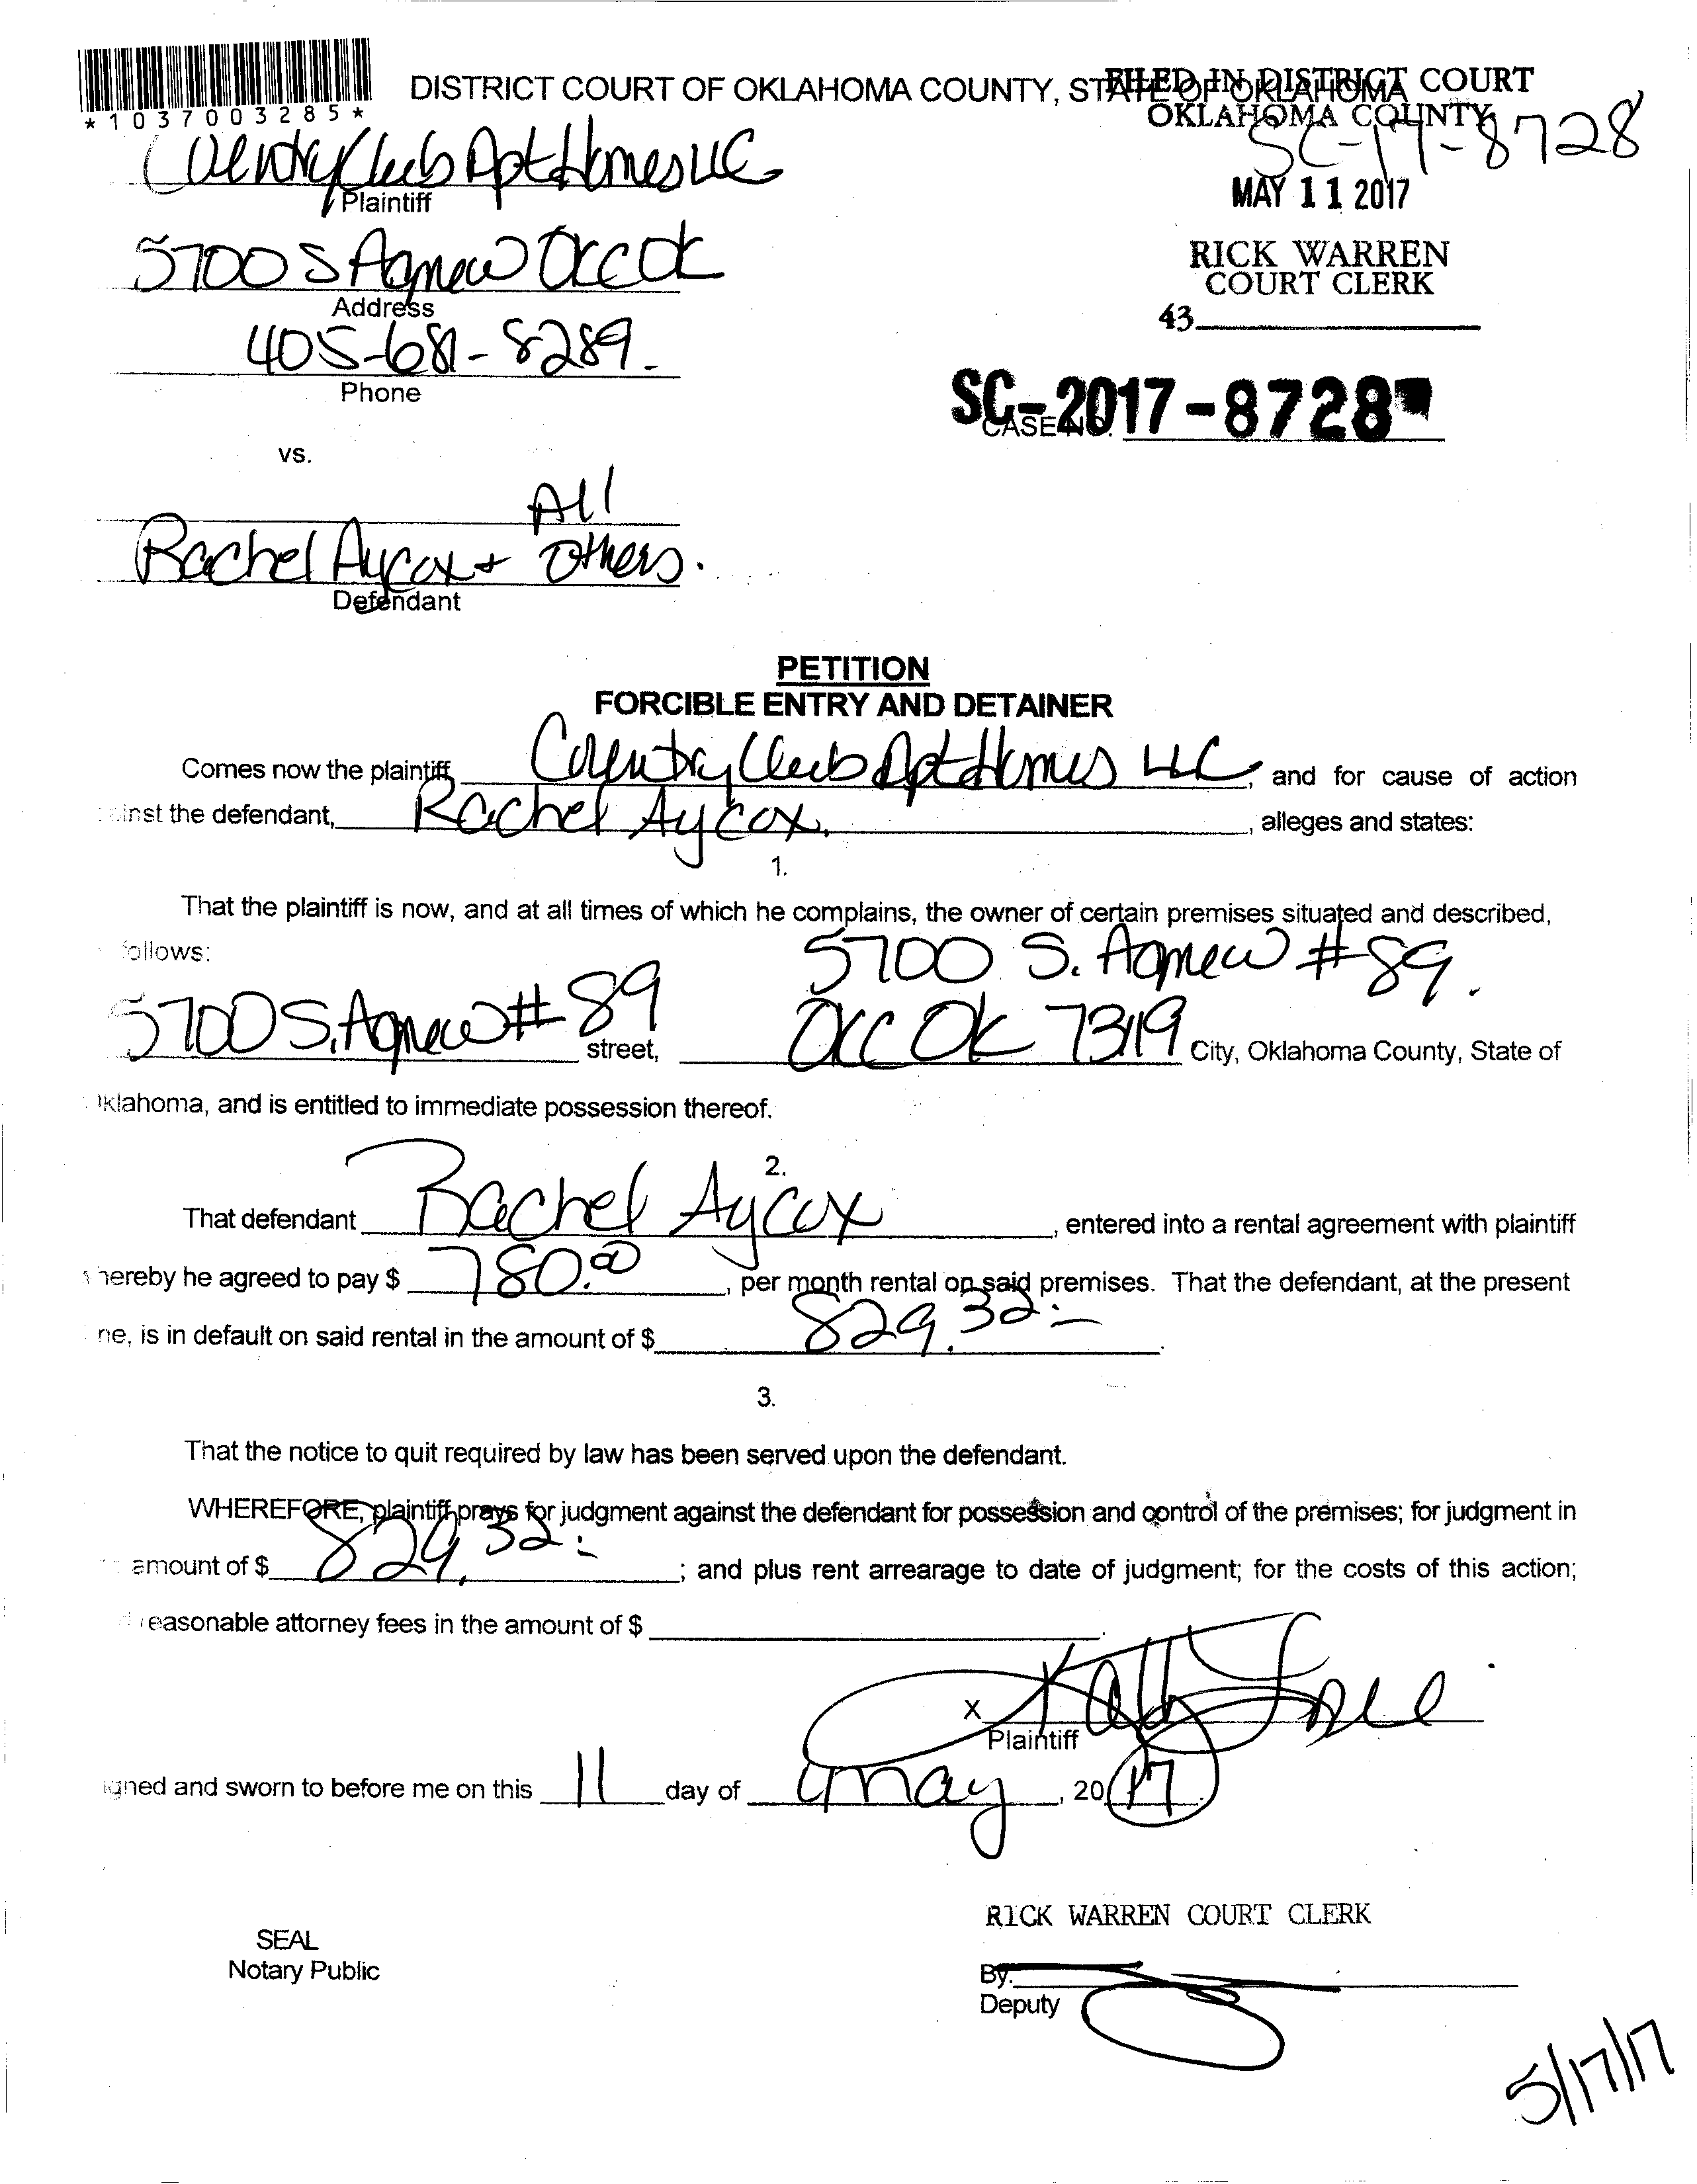 *1037003285*
DISTRICT COURT OF OKLAHOMA COUNTY, STATE OF OKLAHOMA
FILED IN DISTRICT COURT
OKLAHOMA COUNTY
SC-17-8728
Country Club Apt Homes LLC
Plaintiff
MAY 11 2017
5700 S Agnew OKC OK
Address
RICK WARREN
COURT CLERK
43
405-681-8289.
Phone
SC-2017-8728
CASE NO.
vs.
All
Rachel Aycox + others.
Defendant
PETITION
FORCIBLE ENTRY AND DETAINER
Comes now the plaintiff Country Club Apt Homes LLC, and for cause of action
inst the defendant, Rachel Aycox, alleges and states:
1.
That the plaintiff is now, and at all times of which he complains, the owner of certain premises situated and described,
ollows:
5700 S. Agnew #89.
5700 S. Agnew #89 street, OKC OK 73119 City, Oklahoma County, State of
klahoma, and is entitled to immediate possession thereof.
2.
That defendant Rachel Aycox, entered into a rental agreement with plaintiff
hereby he agreed to pay $ 780.00, per month rental on said premises. That the defendant, at the present
ne, is in default on said rental in the amount of $ 829.32.
3.
That the notice to quit required by law has been served upon the defendant.
WHEREFORE, plaintiff prays for judgment against the defendant for possession and control of the premises; for judgment in
amount of $ 829.32; and plus rent arrearage to date of judgment; for the costs of this action;
reasonable attorney fees in the amount of $
X
Plaintiff
igned and sworn to before me on this 11 day of May, 2017.
RICK WARREN COURT CLERK
SEAL
Notary Public
By:
Deputy
5/17/17